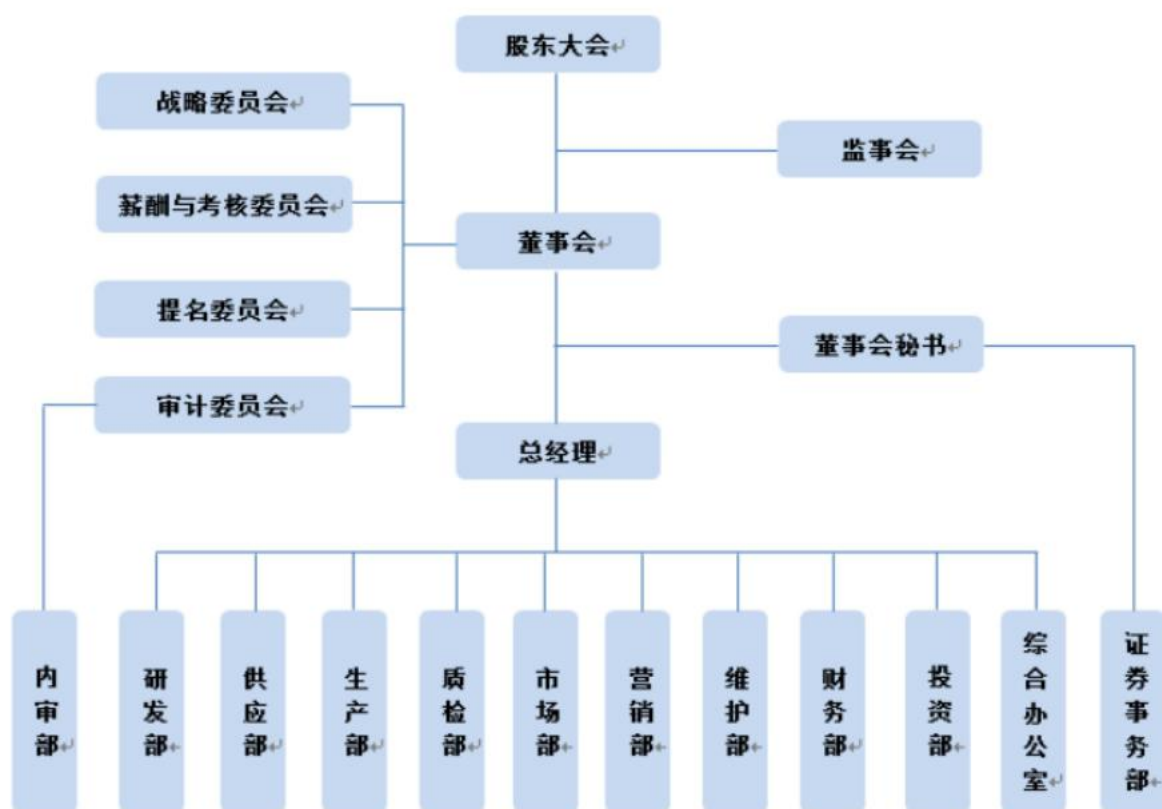 股东大会
战略委员会
监事会
薪酬与考核委员会
董事会
提名委员会
董事会秘书
审计委员会
总经理
内审部
研发部
供应部
生产部
质检部
市场部
营销部
维护部
财务部
投资部
综合办公室
证券事务部